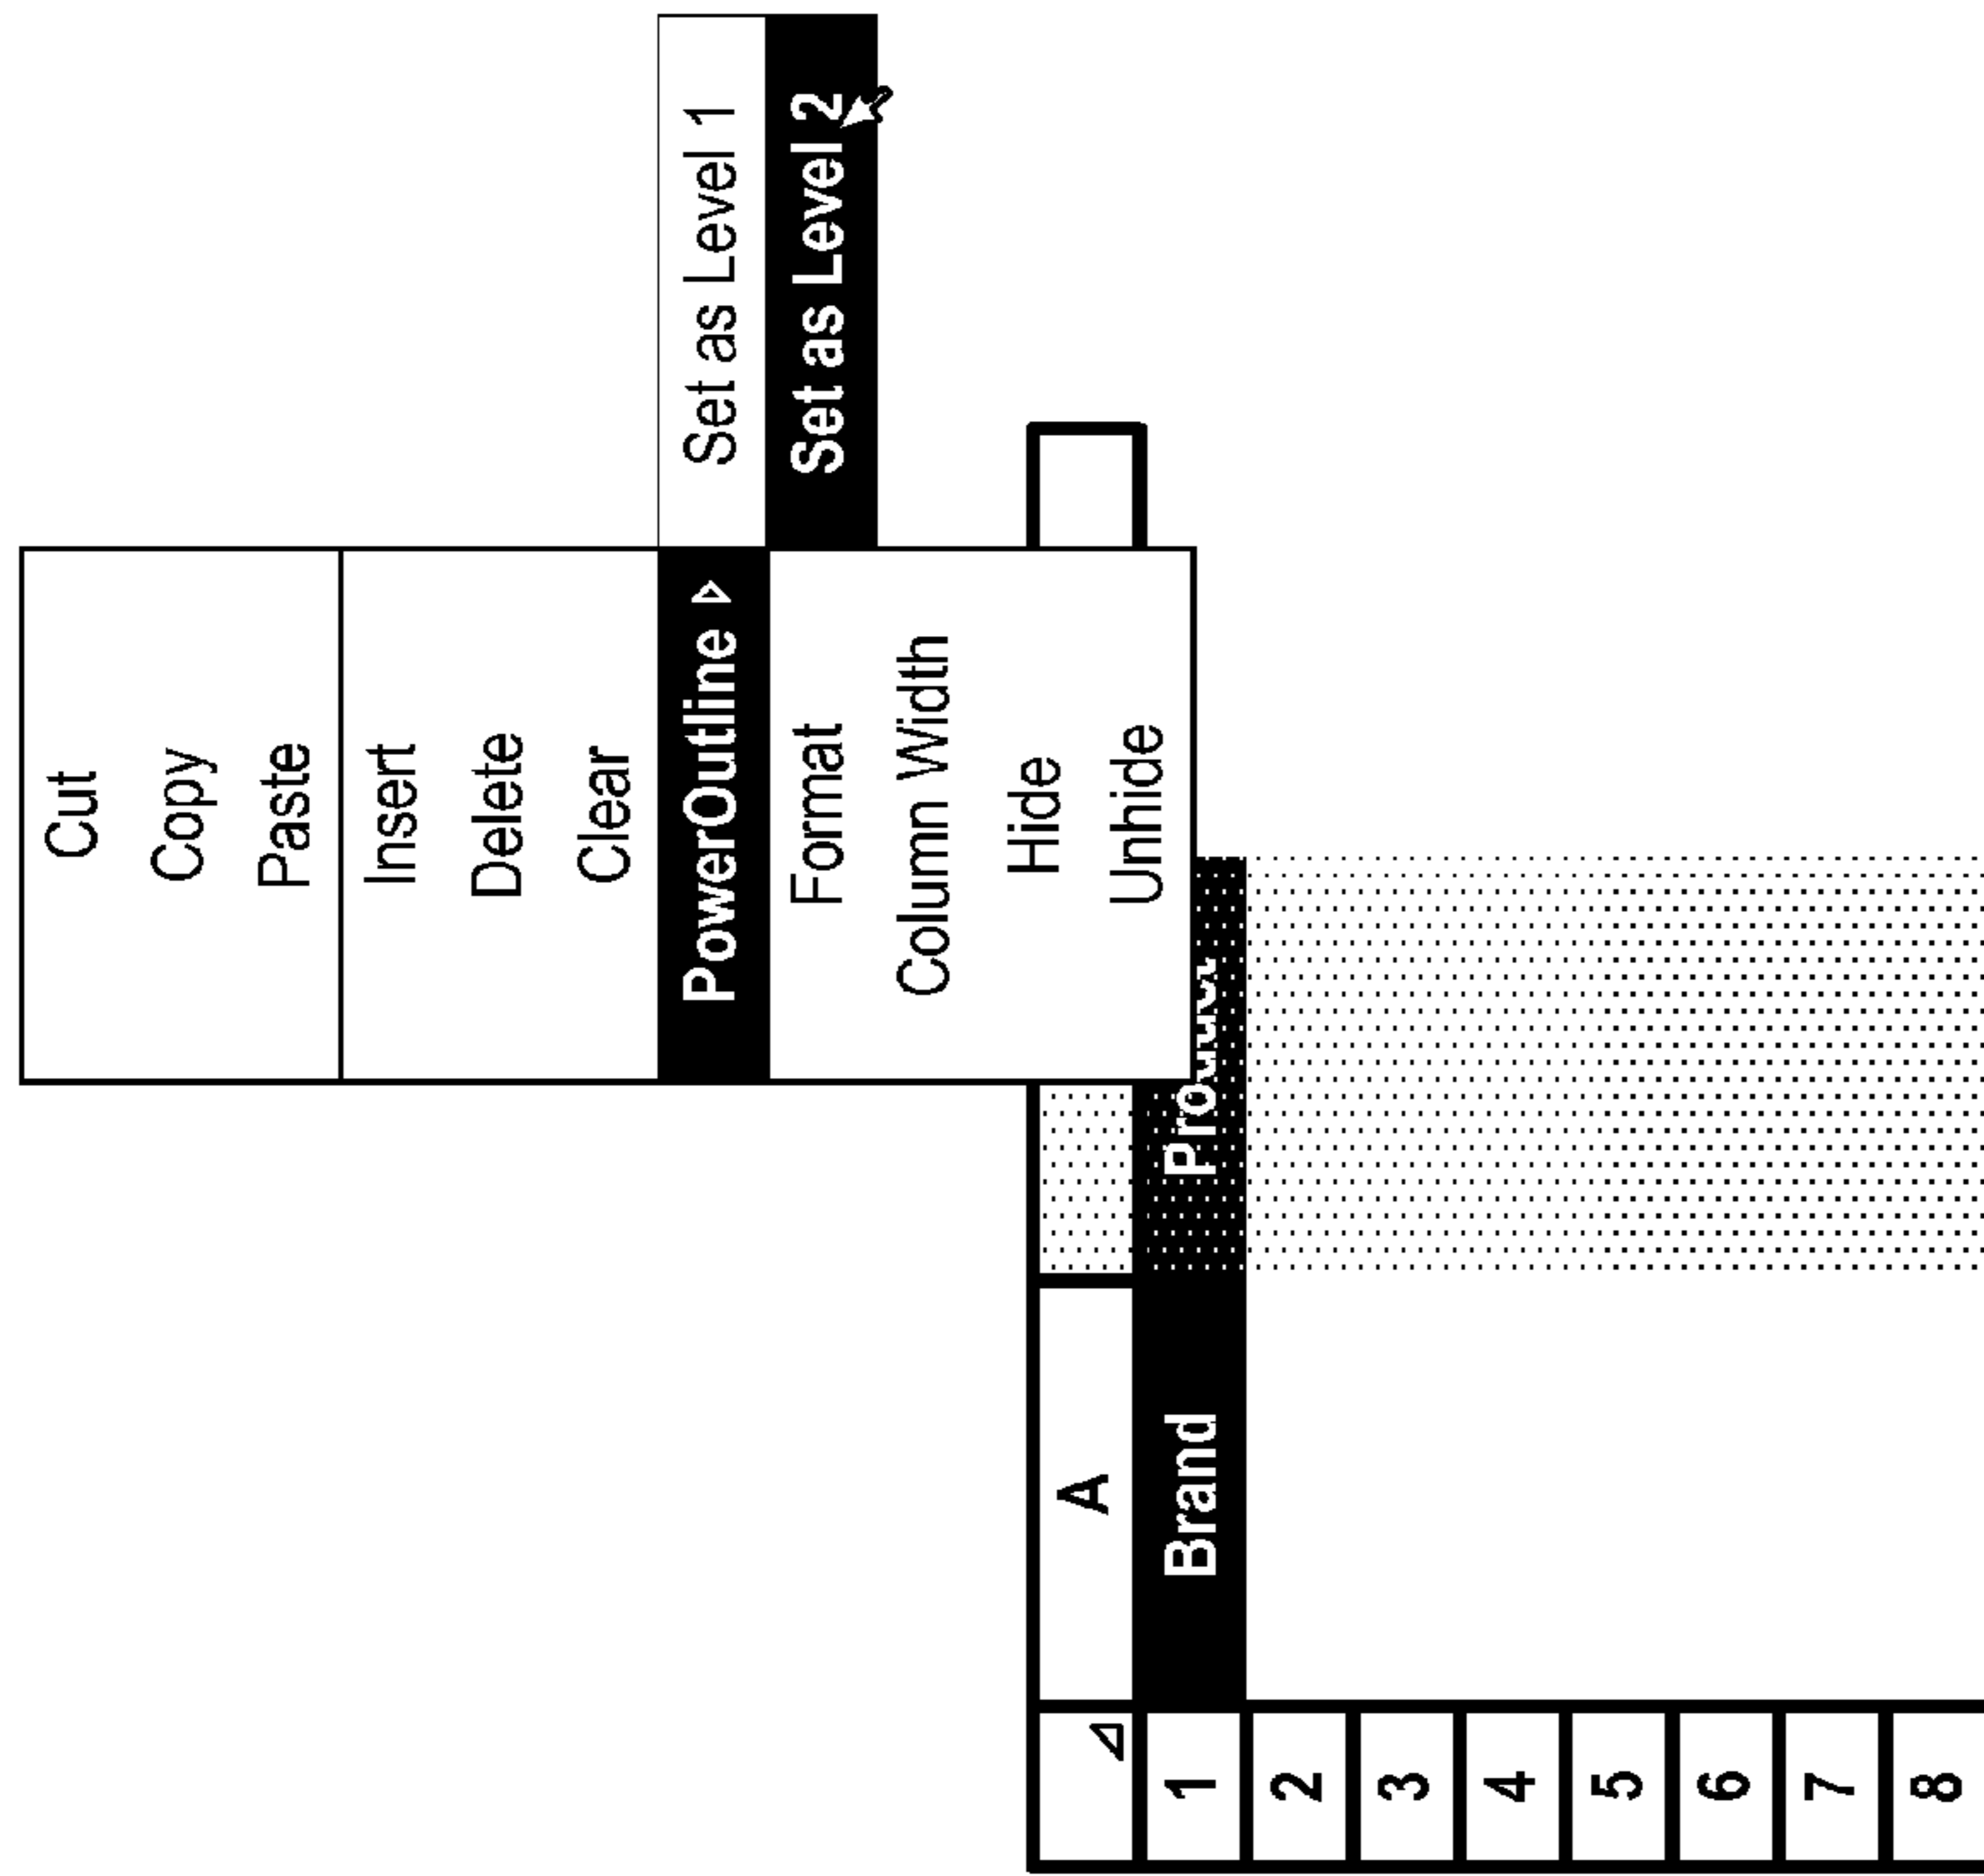 Cut
Copy
Paste
Insert
Delete
Clear
PowerOutline
Set as Level 1
Set as Level 2
Format
Column Width
Hide
Unhide
A
1 Brand Product
2
3
4
5
6
7
8